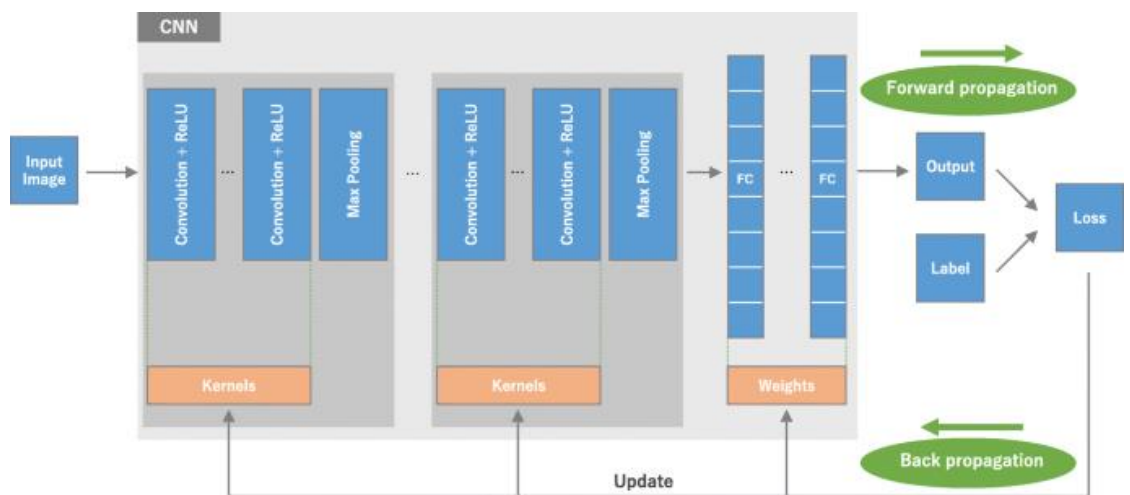 CNN
Input
Image
Convolution + ReLU
...
Convolution + ReLU
Max Pooling
...
Convolution + ReLU
...
Convolution + ReLU
Max Pooling
FC
...
FC
Forward propagation
Output
Label
Loss
Kernels
Kernels
Weights
Back propagation
Update